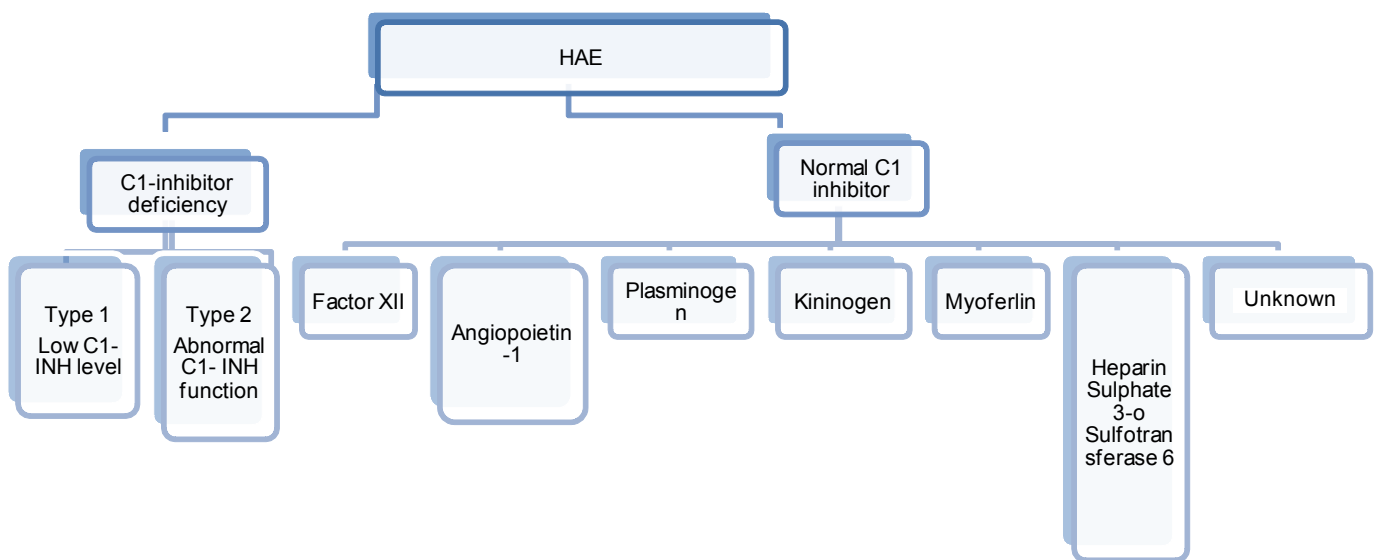 HAE
C1-inhibitor
deficiency
Normal C1
inhibitor
Type 1
Low C1-
INH level
Type 2
Abnormal
C1- INH
function
Factor XII
Angiopoietin
-1
Plasminoge
n
Kininogen
Myoferlin
Heparin
Sulphate
3-o
Sulfotran
sferase 6
Unknown